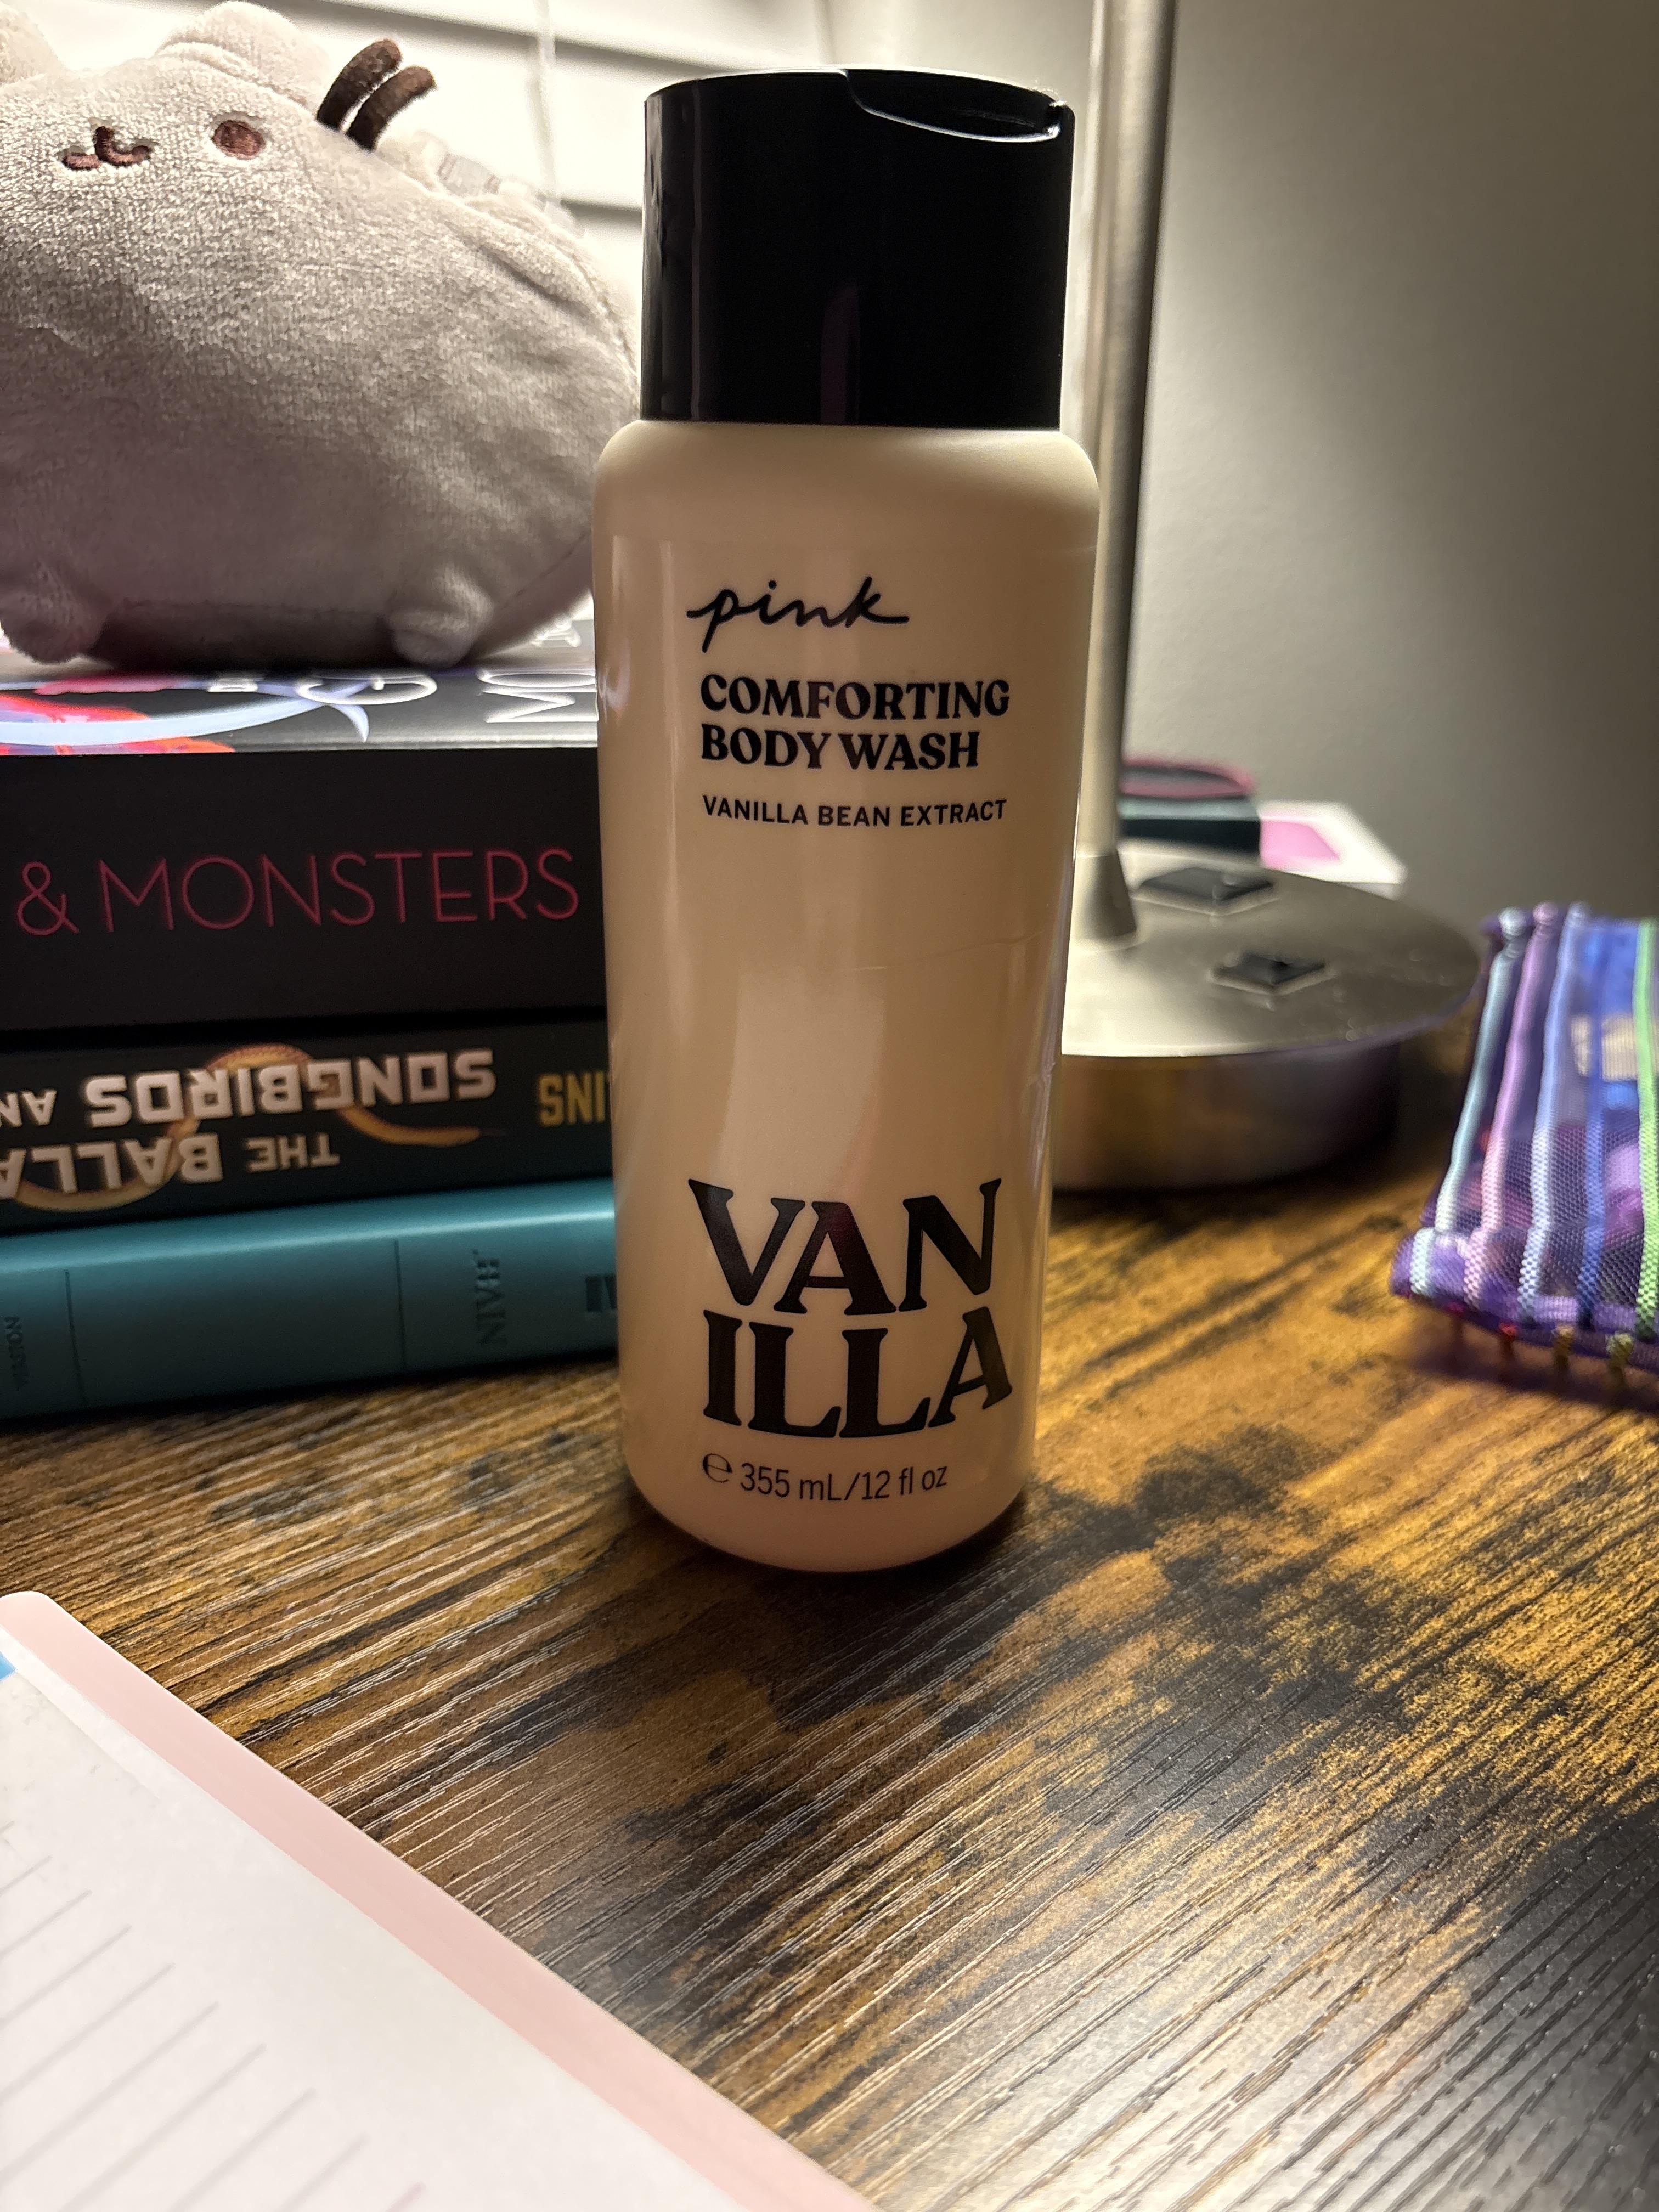 pink
COMFORTING
BODY WASH
VANILLA BEAN EXTRACT
VAN
ILLA
℮ 355 mL/12 fl oz
& MONSTERS
THE BALLA
SONGBIRDS AN
INS
NIV